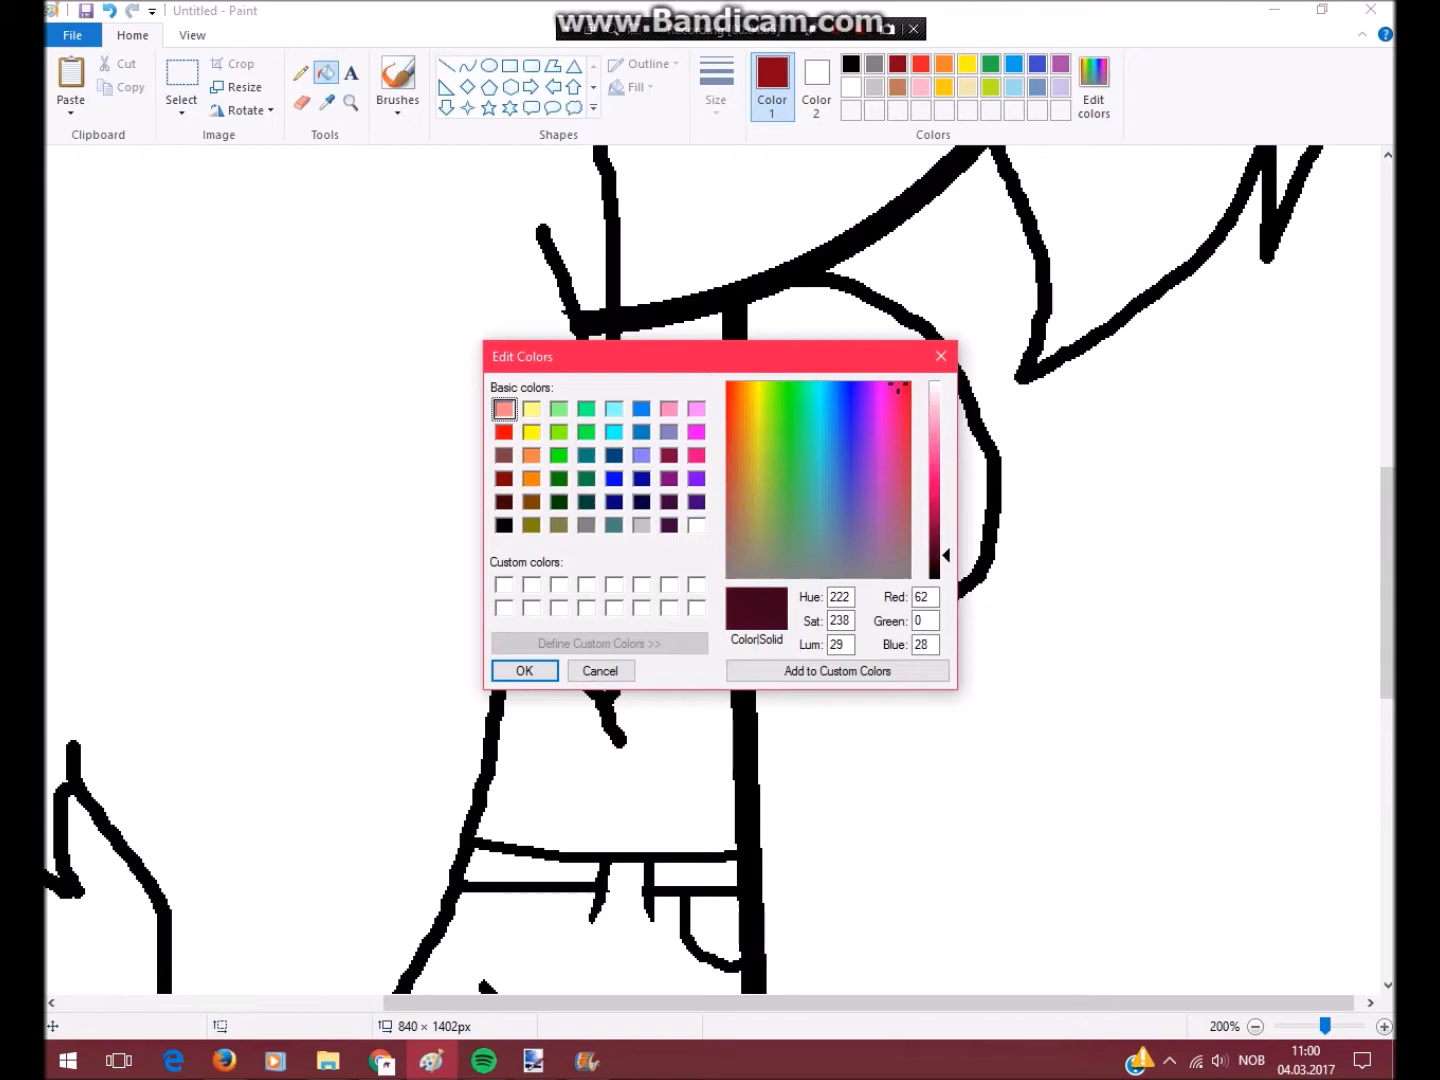 Untitled - Paint
www.Bandicam.com
File
Home
View
Paste
Cut
Copy
Clipboard
Select
Crop
Resize
Rotate
Image
A
Tools
Brushes
Outline
Fill
Shapes
Size
Color 1
Color 2
Edit colors
Colors
Edit Colors
Basic colors:
Custom colors:
Define Custom Colors >>
OK
Cancel
Color|Solid
Hue: 222
Sat: 238
Lum: 29
Red: 62
Green: 0
Blue: 28
Add to Custom Colors
840 × 1402px
200%
NOB
11:00
04.03.2017